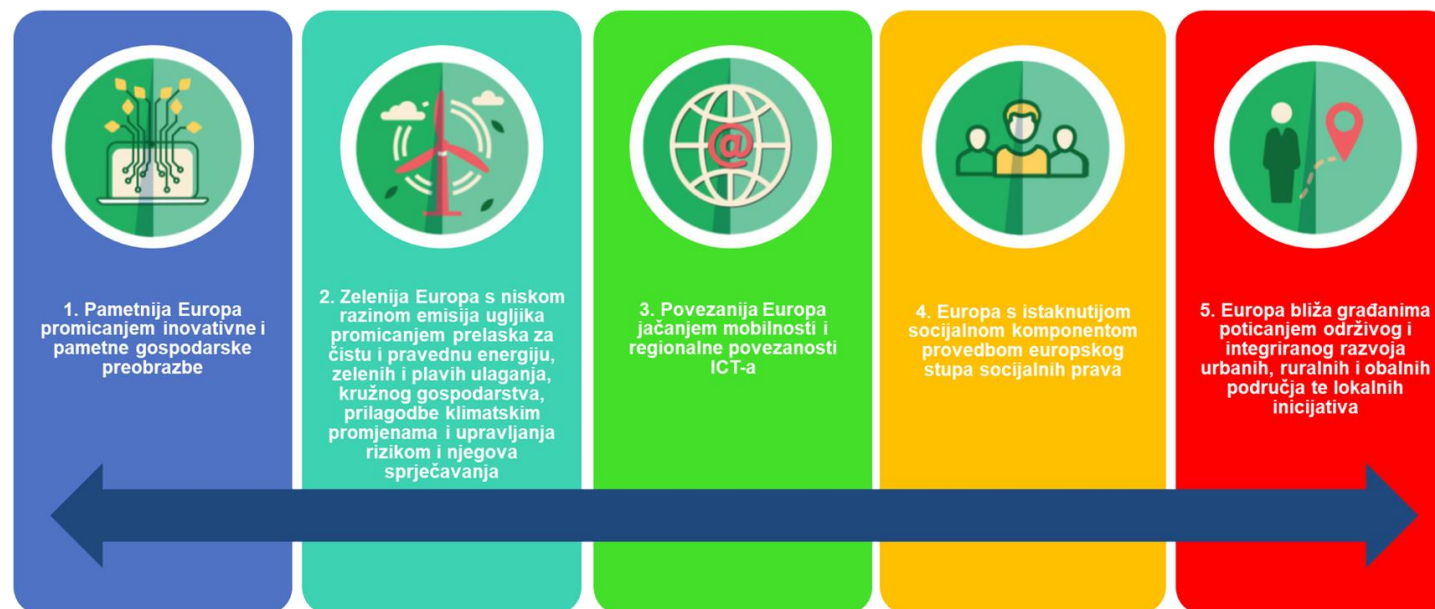 1. Pametnija Europa
promicanjem inovativne i
pametne gospodarske
preobrazbe
2. Zelenija Europa s niskom
razinom emisija ugljika
promicanjem prelaska za
čistu i pravednu energiju,
zelenih i plavih ulaganja,
kružnog gospodarstva,
prilagodbe klimatskim
promjenama i upravljanja
rizikom i njegova
sprječavanja
@
3. Povezanija Europa
jačanjem mobilnosti i
regionalne povezanosti
ICT-a
4. Europa s istaknutijom
socijalnom komponentom
provedbom europskog
stupa socijalnih prava
5. Europa bliža građanima
poticanjem održivog i
integriranog razvoja
urbanih, ruralnih i obalnih
područja te lokalnih
inicijativa